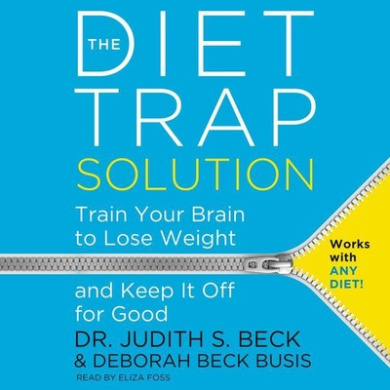 THE
DIET
TRAP
SOLUTION
Train Your Brain
to Lose Weight
Works with
ANY
DIET!
and Keep It Off
for Good
DR. JUDITH S. BECK
& DEBORAH BECK BUSIS
READ BY ELIZA FOSS